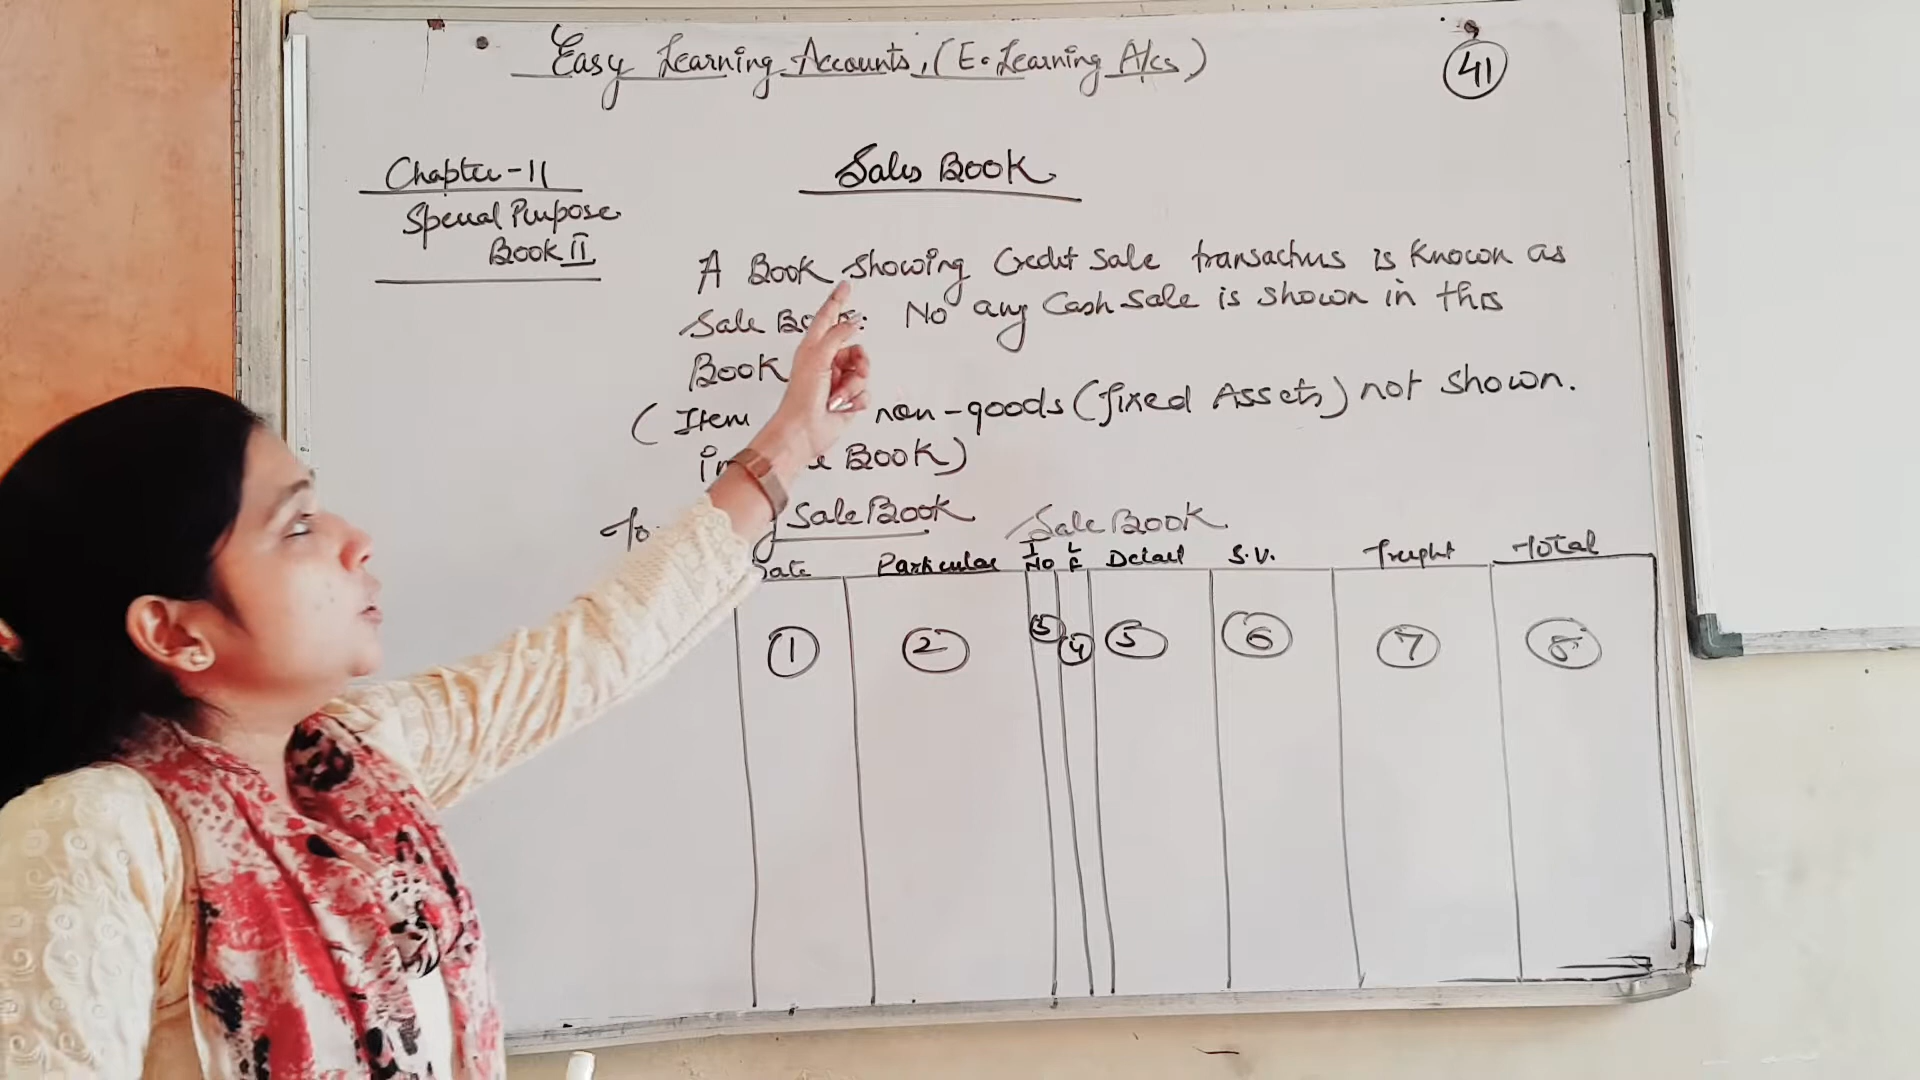 Easy Learning Accounts, (E. Learning A/cs)
41
Chapter-11
Special Purpose
Book II
Sales Book
A Book showing Credit Sale transactions is known as
Sale Book. No any Cash Sale is shown in this
Book
(Item non-goods (fixed Assets) not shown.
Book)
Sale Book
Sale Book
Date Particular I No L F Detail S.V. Freight Total
1 2 3 4 5 6 7 8